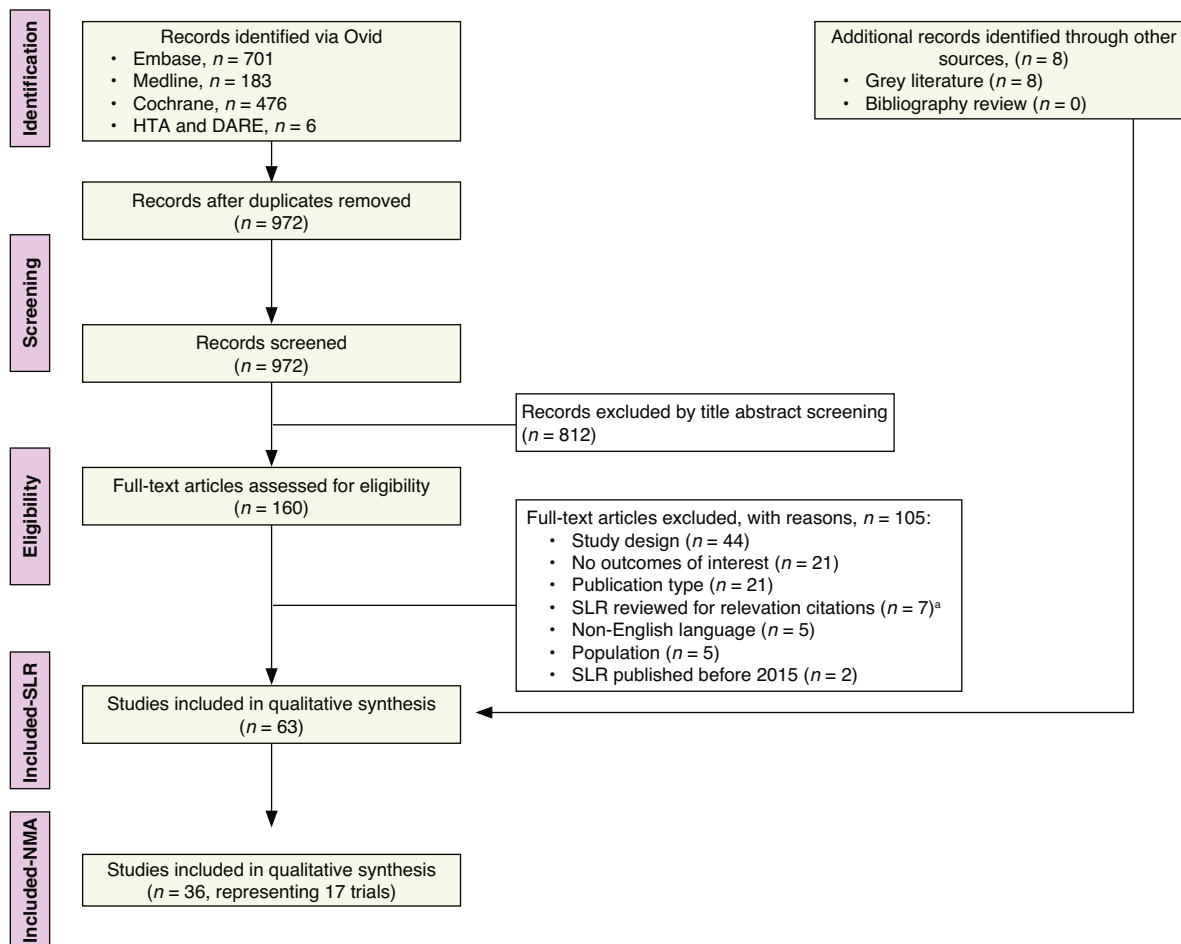 Identification
Records identified via Ovid
• Embase, n = 701
• Medline, n = 183
• Cochrane, n = 476
• HTA and DARE, n = 6
Additional records identified through other
sources, (n = 8)
• Grey literature (n = 8)
• Bibliography review (n = 0)
Records after duplicates removed
(n = 972)
Screening
Records screened
(n = 972)
Records excluded by title abstract screening
(n = 812)
Eligibility
Full-text articles assessed for eligibility
(n = 160)
Full-text articles excluded, with reasons, n = 105:
• Study design (n = 44)
• No outcomes of interest (n = 21)
• Publication type (n = 21)
• SLR reviewed for relevation citations (n = 7)ᵃ
• Non-English language (n = 5)
• Population (n = 5)
• SLR published before 2015 (n = 2)
Included-SLR
Studies included in qualitative synthesis
(n = 63)
Included-NMA
Studies included in qualitative synthesis
(n = 36, representing 17 trials)